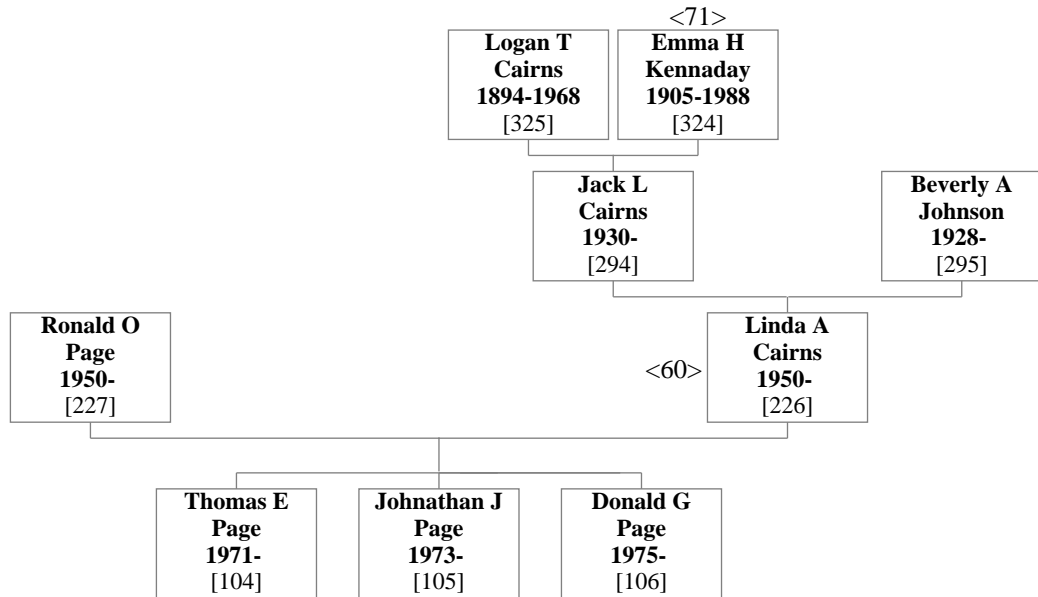 <71>
Logan T
Cairns
1894-1968
[325]
Emma H
Kennaday
1905-1988
[324]
Jack L
Cairns
1930-
[294]
Beverly A
Johnson
1928-
[295]
Ronald O
Page
1950-
[227]
<60>
Linda A
Cairns
1950-
[226]
Thomas E
Page
1971-
[104]
Johnathan J
Page
1973-
[105]
Donald G
Page
1975-
[106]